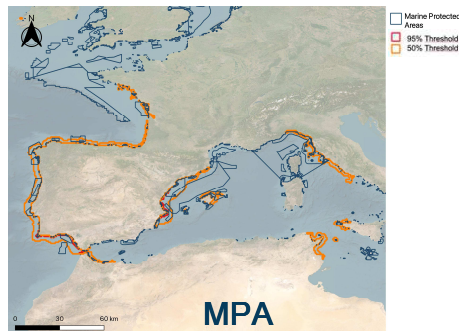 N
Marine Protected
Areas
95% Threshold
50% Threshold
0 30 60 km
MPA